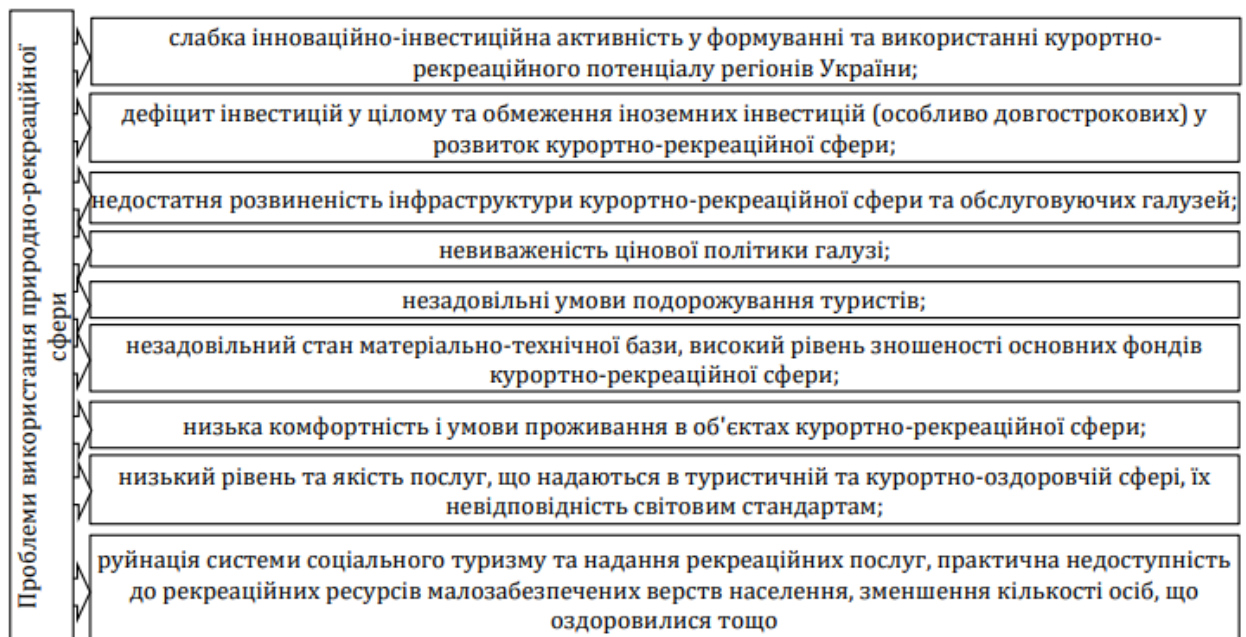 Проблеми використання природно-рекреаційної
сфери
слабка інноваційно-інвестиційна активність у формуванні та використанні курортно-
рекреаційного потенціалу регіонів України;
дефіцит інвестицій у цілому та обмеження іноземних інвестицій (особливо довгострокових) у
розвиток курортно-рекреаційної сфери;
недостатня розвиненість інфраструктури курортно-рекреаційної сфери та обслуговуючих галузей;
невиваженість цінової політики галузі;
незадовільні умови подорожування туристів;
незадовільний стан матеріально-технічної бази, високий рівень зношеності основних фондів
курортно-рекреаційної сфери;
низька комфортність і умови проживання в об'єктах курортно-рекреаційної сфери;
низький рівень та якість послуг, що надаються в туристичній та курортно-оздоровчій сфері, їх
невідповідність світовим стандартам;
руйнація системи соціального туризму та надання рекреаційних послуг, практична недоступність
до рекреаційних ресурсів малозабезпечених верств населення, зменшення кількості осіб, що
оздоровилися тощо